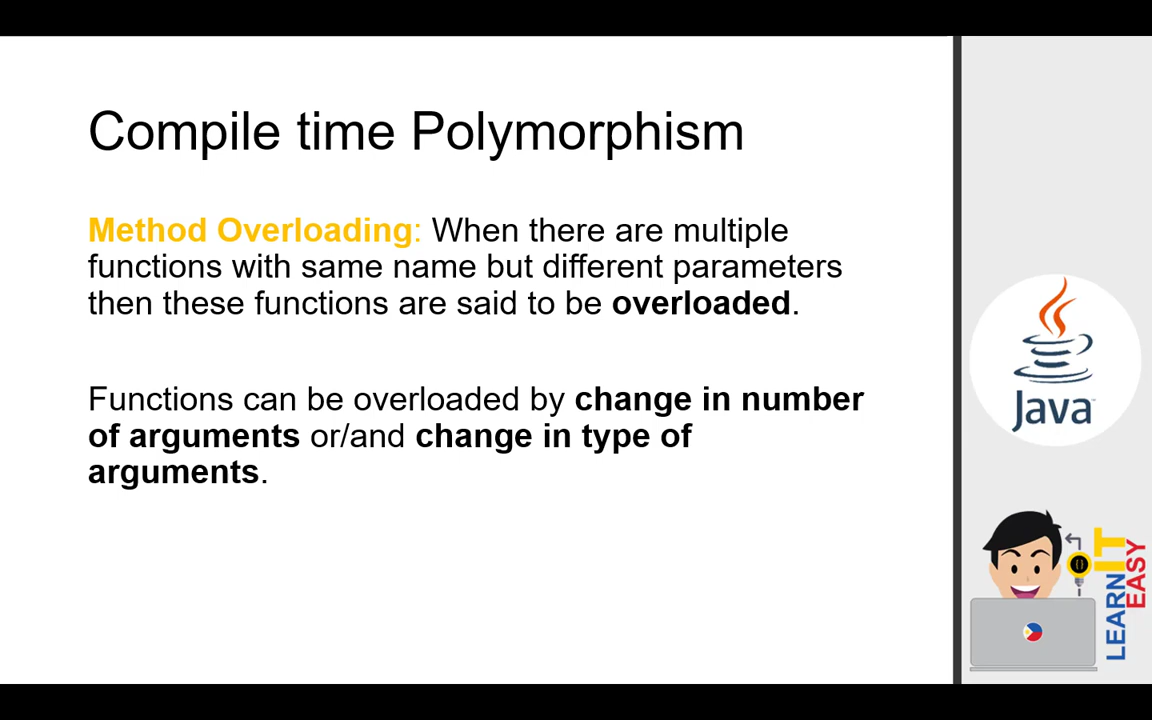 Compile time Polymorphism
Method Overloading: When there are multiple
functions with same name but different parameters
then these functions are said to be overloaded.
Functions can be overloaded by change in number
of arguments or/and change in type of
arguments.
Java
LEARN IT
EASY